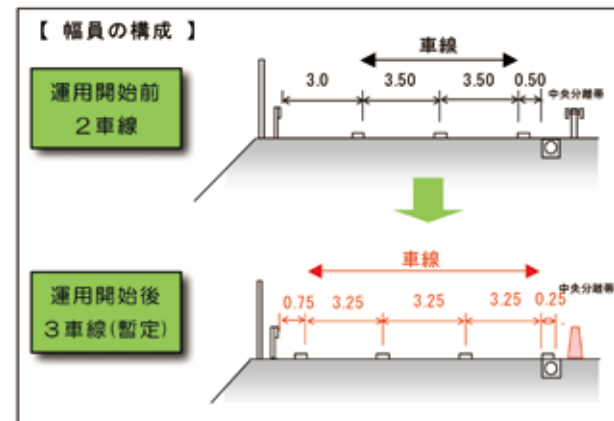 【 幅員の構成 】
車線
3.0 3.50 3.50 0.50 中央分離帯
運用開始前
2車線
車線
中央分離帯
0.75 3.25 3.25 3.25 0.25
運用開始後
3車線(暫定)